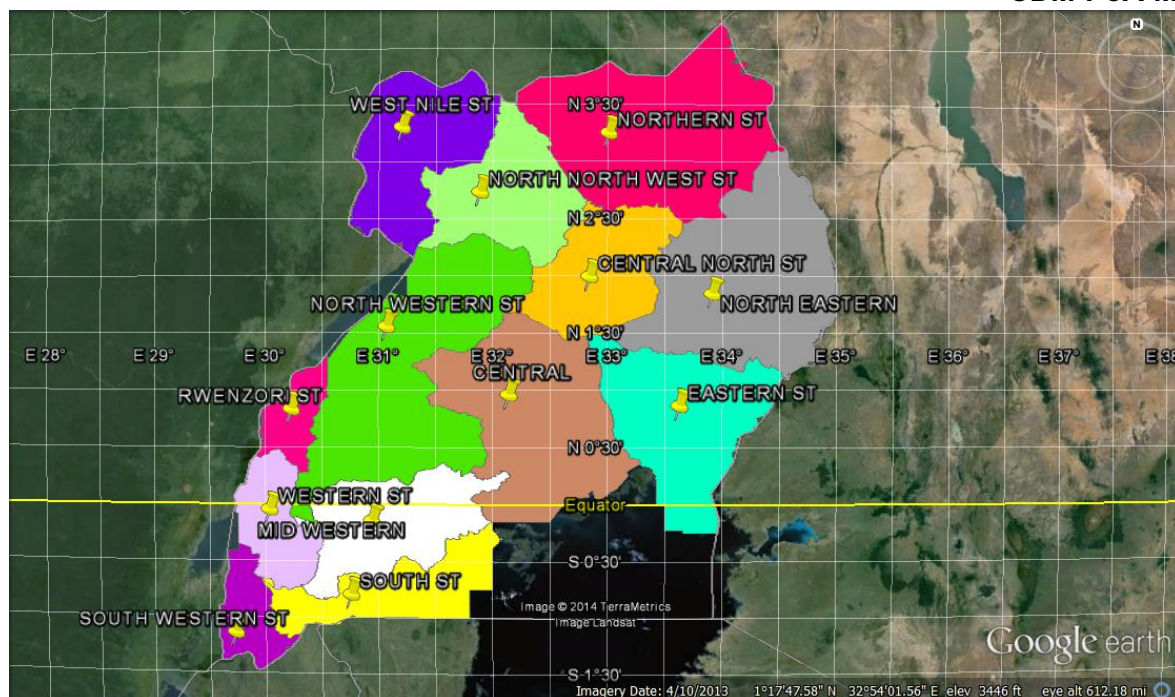 N
WEST NILE ST
N 3°30'
NORTHERN ST
NORTH NORTH WEST ST
N 2°30'
CENTRAL NORTH ST
NORTH WESTERN ST
NORTH EASTERN
N 1°30'
E 28°
E 29°
E 30°
E 31°
E 32°
E 33°
E 34°
E 35°
E 36°
E 37°
CENTRAL
RWENZORI ST
EASTERN ST
N 0°30'
WESTERN ST
Equator
MID WESTERN
S 0°30'
SOUTH ST
SOUTH WESTERN ST
Image © 2014 TerraMetrics
Image Landsat
Google earth
S 1°30'
Imagery Date: 4/10/2013 1°17'47.58" N 32°54'01.56" E elev 3446 ft eye alt 612.18 mi